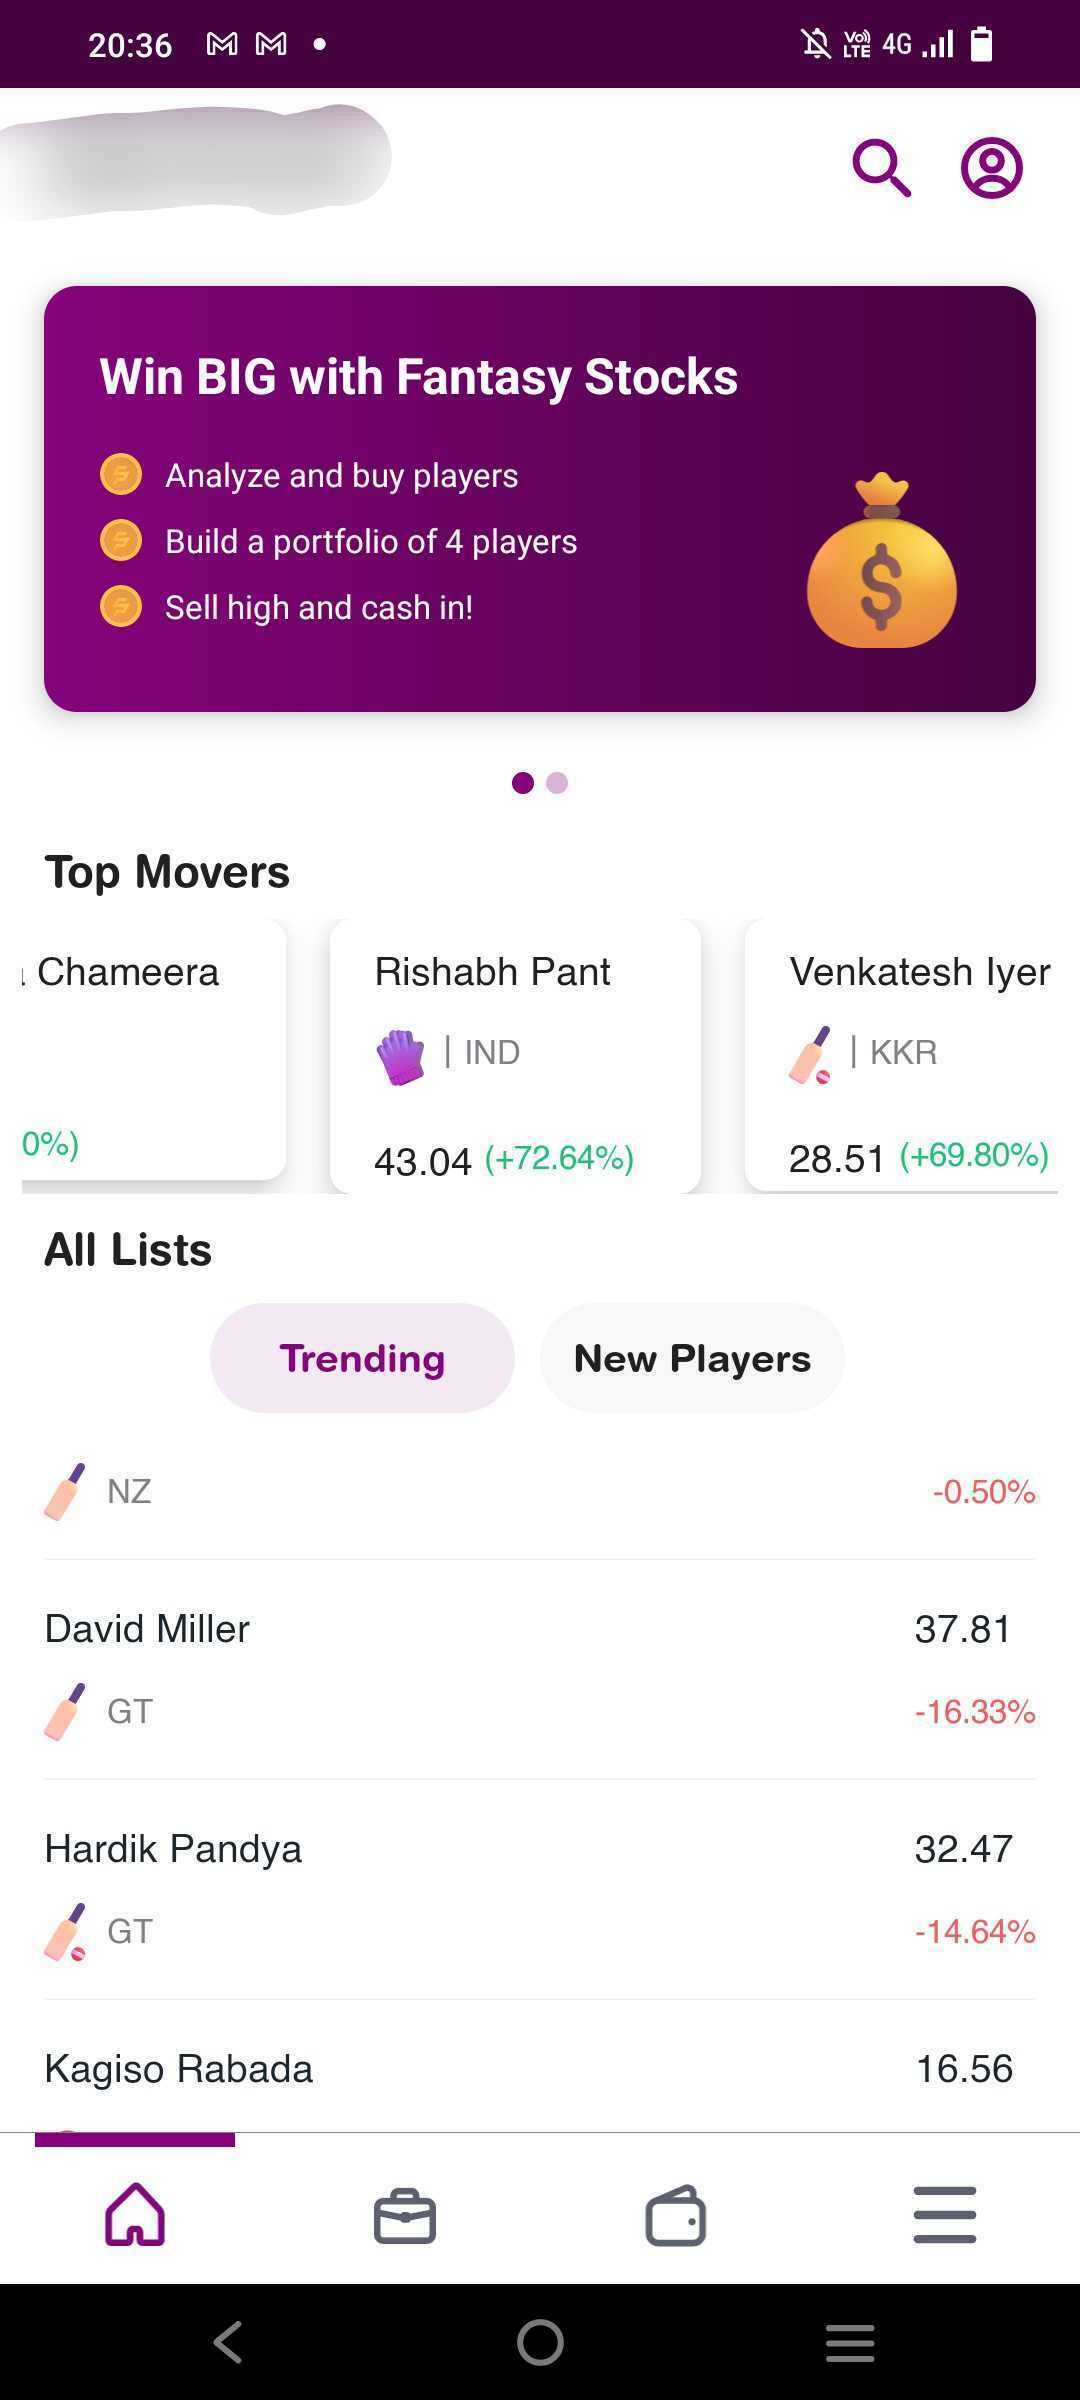 20:36 Vo)) LTE 4G
Win BIG with Fantasy Stocks
Analyze and buy players
Build a portfolio of 4 players
Sell high and cash in!
$
Top Movers
Chameera Rishabh Pant Venkatesh Iyer
| IND | KKR
0%) 43.04 (+72.64%) 28.51 (+69.80%)
All Lists
Trending New Players
NZ -0.50%
David Miller 37.81
GT -16.33%
Hardik Pandya 32.47
GT -14.64%
Kagiso Rabada 16.56